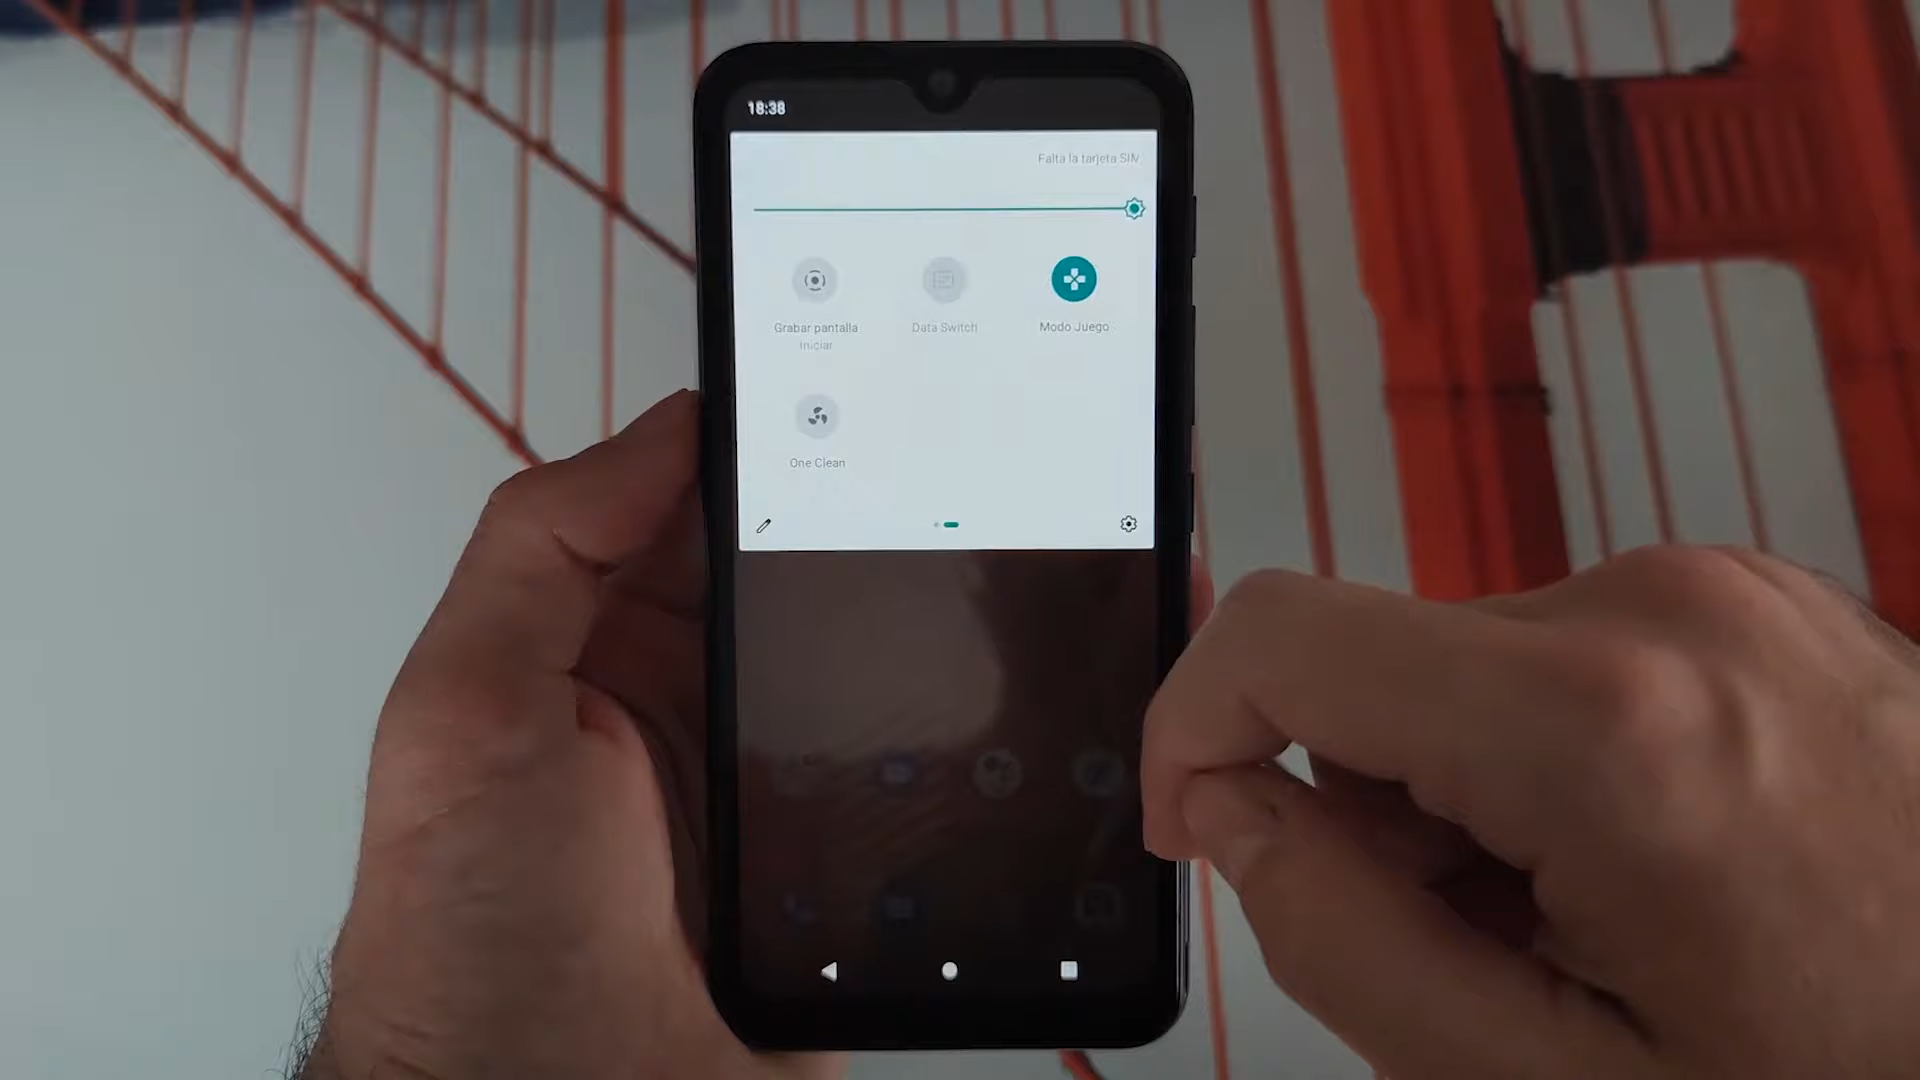 18:38
Falta la tarjeta SIM
Grabar pantalla
Iniciar
Data Switch
Modo Juego
One Clean